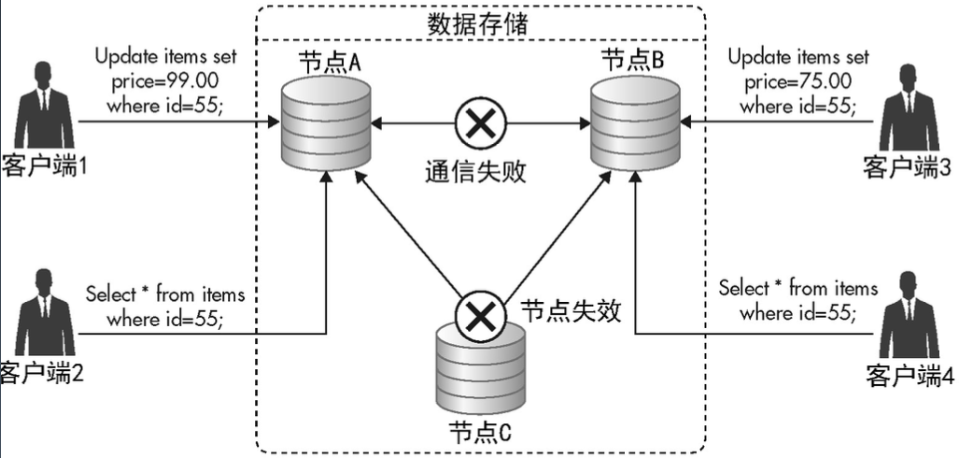 数据存储
Update items set
price=99.00
where id=55;
节点A
节点B
Update items set
price=75.00
where id=55;
客户端1
通信失败
客户端3
Select * from items
where id=55;
节点失效
Select * from items
where id=55;
客户端2
节点C
客户端4